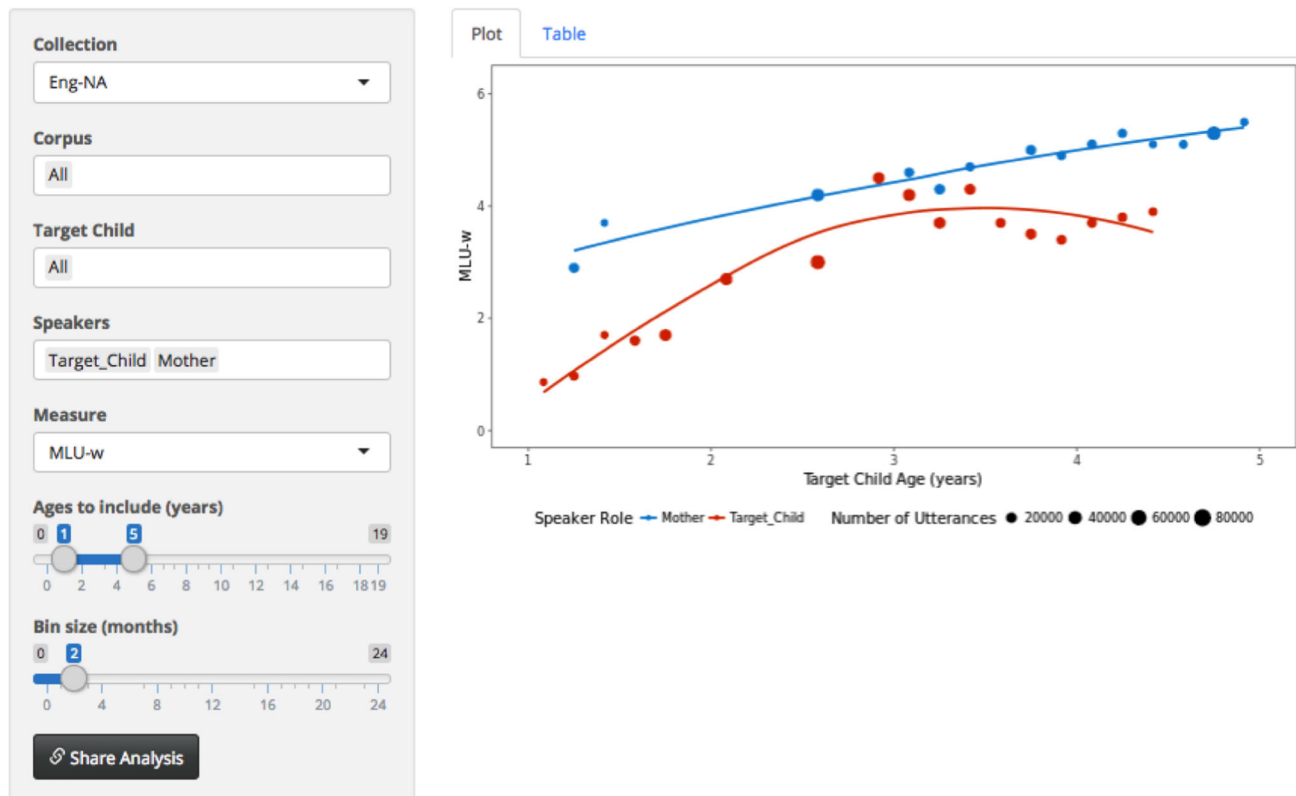 Collection
Eng-NA
Corpus
All
Target Child
All
Speakers
Target_Child Mother
Measure
MLU-w
Ages to include (years)
0 1 5 19
0 2 4 6 8 10 12 14 16 18 19
Bin size (months)
0 2 24
0 4 8 12 16 20 24
Share Analysis
Plot Table
6
4
2
0
MLU-w
1 2 3 4 5
Target Child Age (years)
Speaker Role Mother Target_Child Number of Utterances 20000 40000 60000 80000